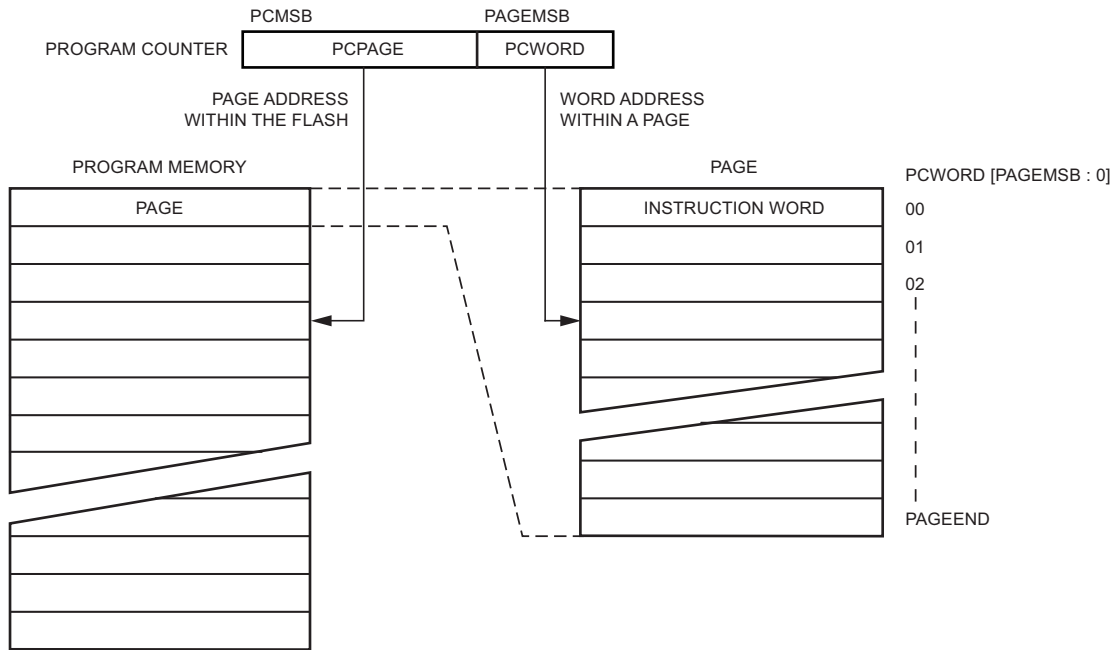 PCMSB PAGEMSB
PROGRAM COUNTER PCPAGE PCWORD
PAGE ADDRESS
WITHIN THE FLASH
WORD ADDRESS
WITHIN A PAGE
PROGRAM MEMORY PAGE PCWORD [PAGEMSB : 0]
PAGE INSTRUCTION WORD 00
01
02
PAGEEND